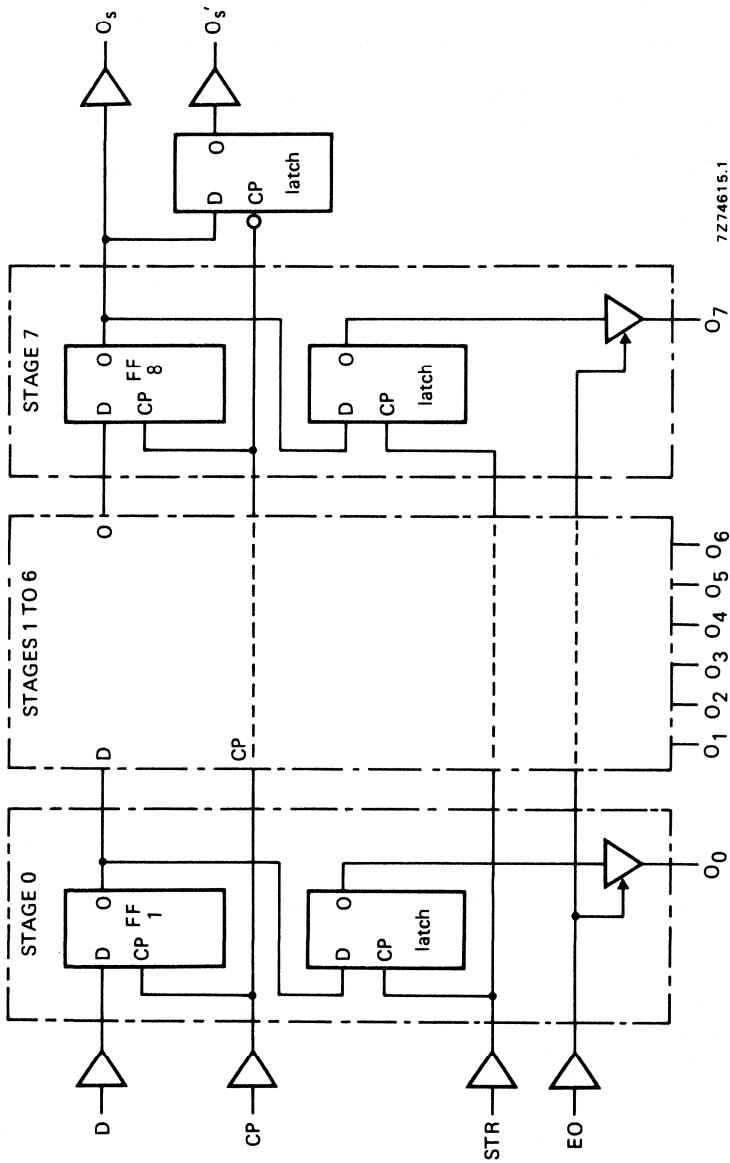 STAGE 0
STAGES 1 TO 6
STAGE 7
D
D
O
FF
1
CP
D
O
D
O
FF
8
CP
Os
D
O
CP
latch
Os'
CP
CP
D
O
CP
latch
D
O
CP
latch
STR
EO
O0
O1
O2
O3
O4
O5
O6
O7
7Z74615.1